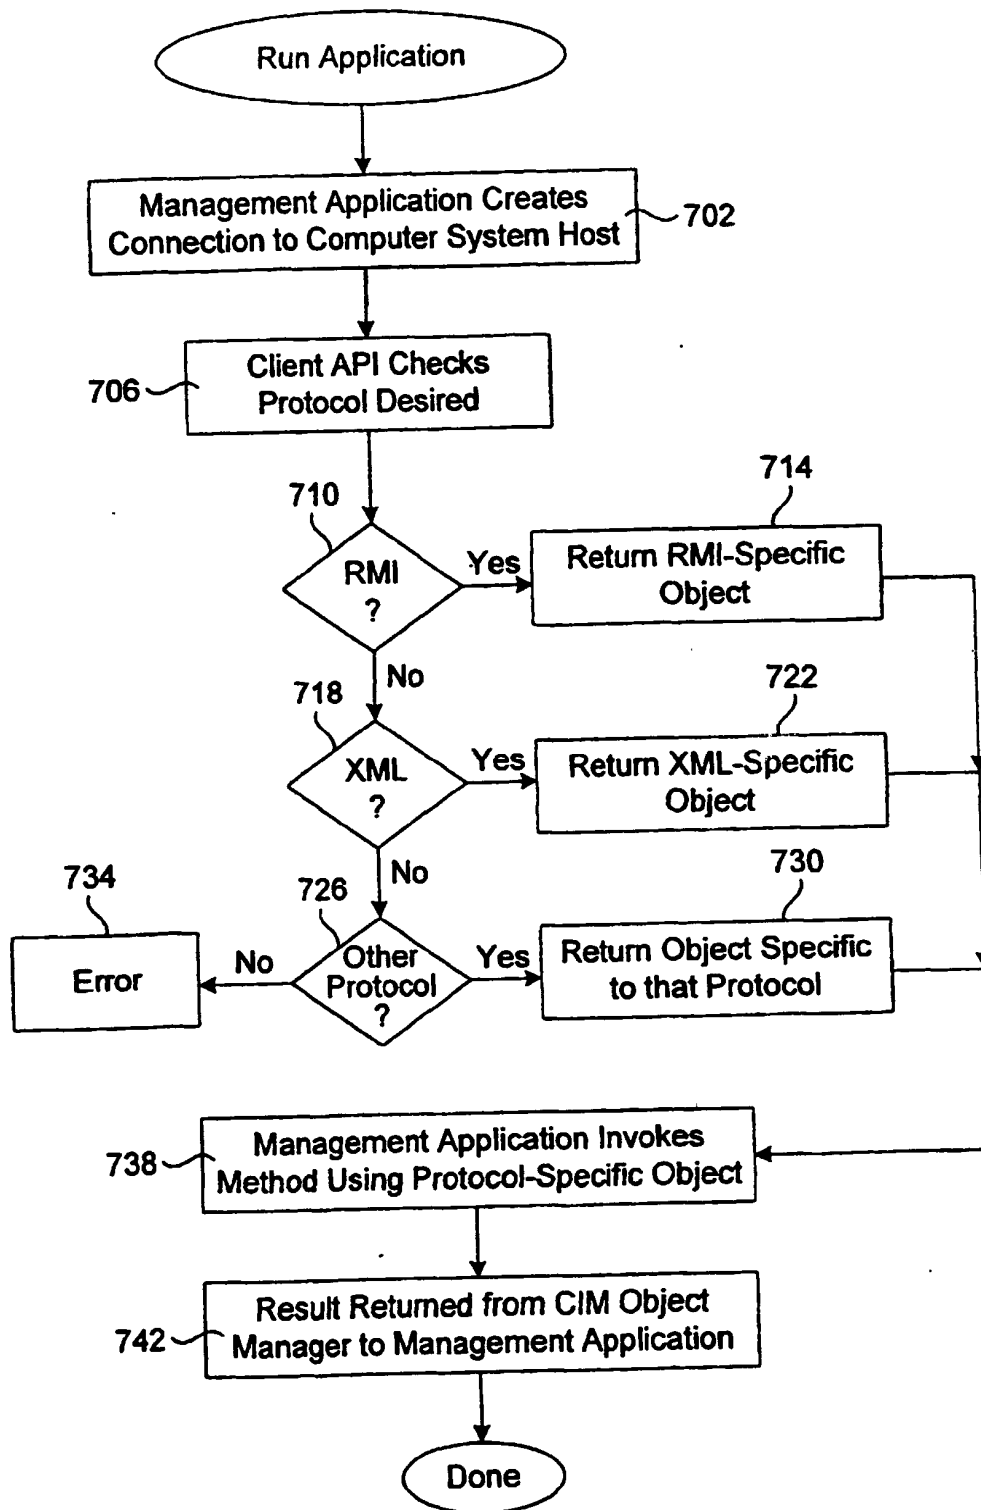 Run Application
Management Application Creates
Connection to Computer System Host
702
Client API Checks
Protocol Desired
706
710
714
RMI
?
Yes
Return RMI-Specific
Object
No
718
722
XML
?
Yes
Return XML-Specific
Object
No
734
726
730
Error
No
Other
Protocol
?
Yes
Return Object Specific
to that Protocol
738
Management Application Invokes
Method Using Protocol-Specific Object
742
Result Returned from CIM Object
Manager to Management Application
Done